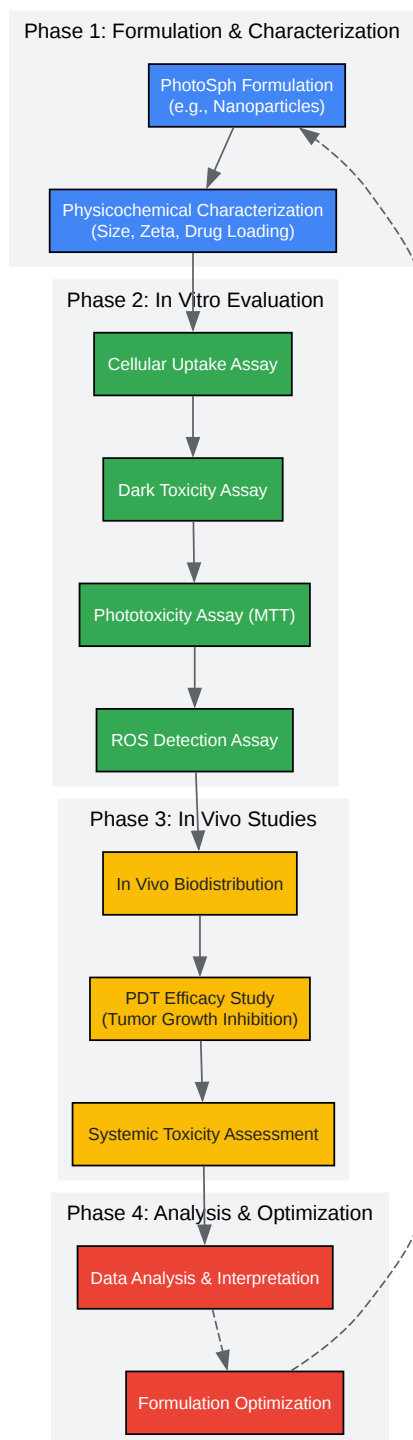 Phase 1: Formulation & Characterization
PhotoSph Formulation
(e.g., Nanoparticles)
Physicochemical Characterization
(Size, Zeta, Drug Loading)
Phase 2: In Vitro Evaluation
Cellular Uptake Assay
Dark Toxicity Assay
Phototoxicity Assay (MTT)
ROS Detection Assay
Phase 3: In Vivo Studies
In Vivo Biodistribution
PDT Efficacy Study
(Tumor Growth Inhibition)
Systemic Toxicity Assessment
Phase 4: Analysis & Optimization
Data Analysis & Interpretation
Formulation Optimization